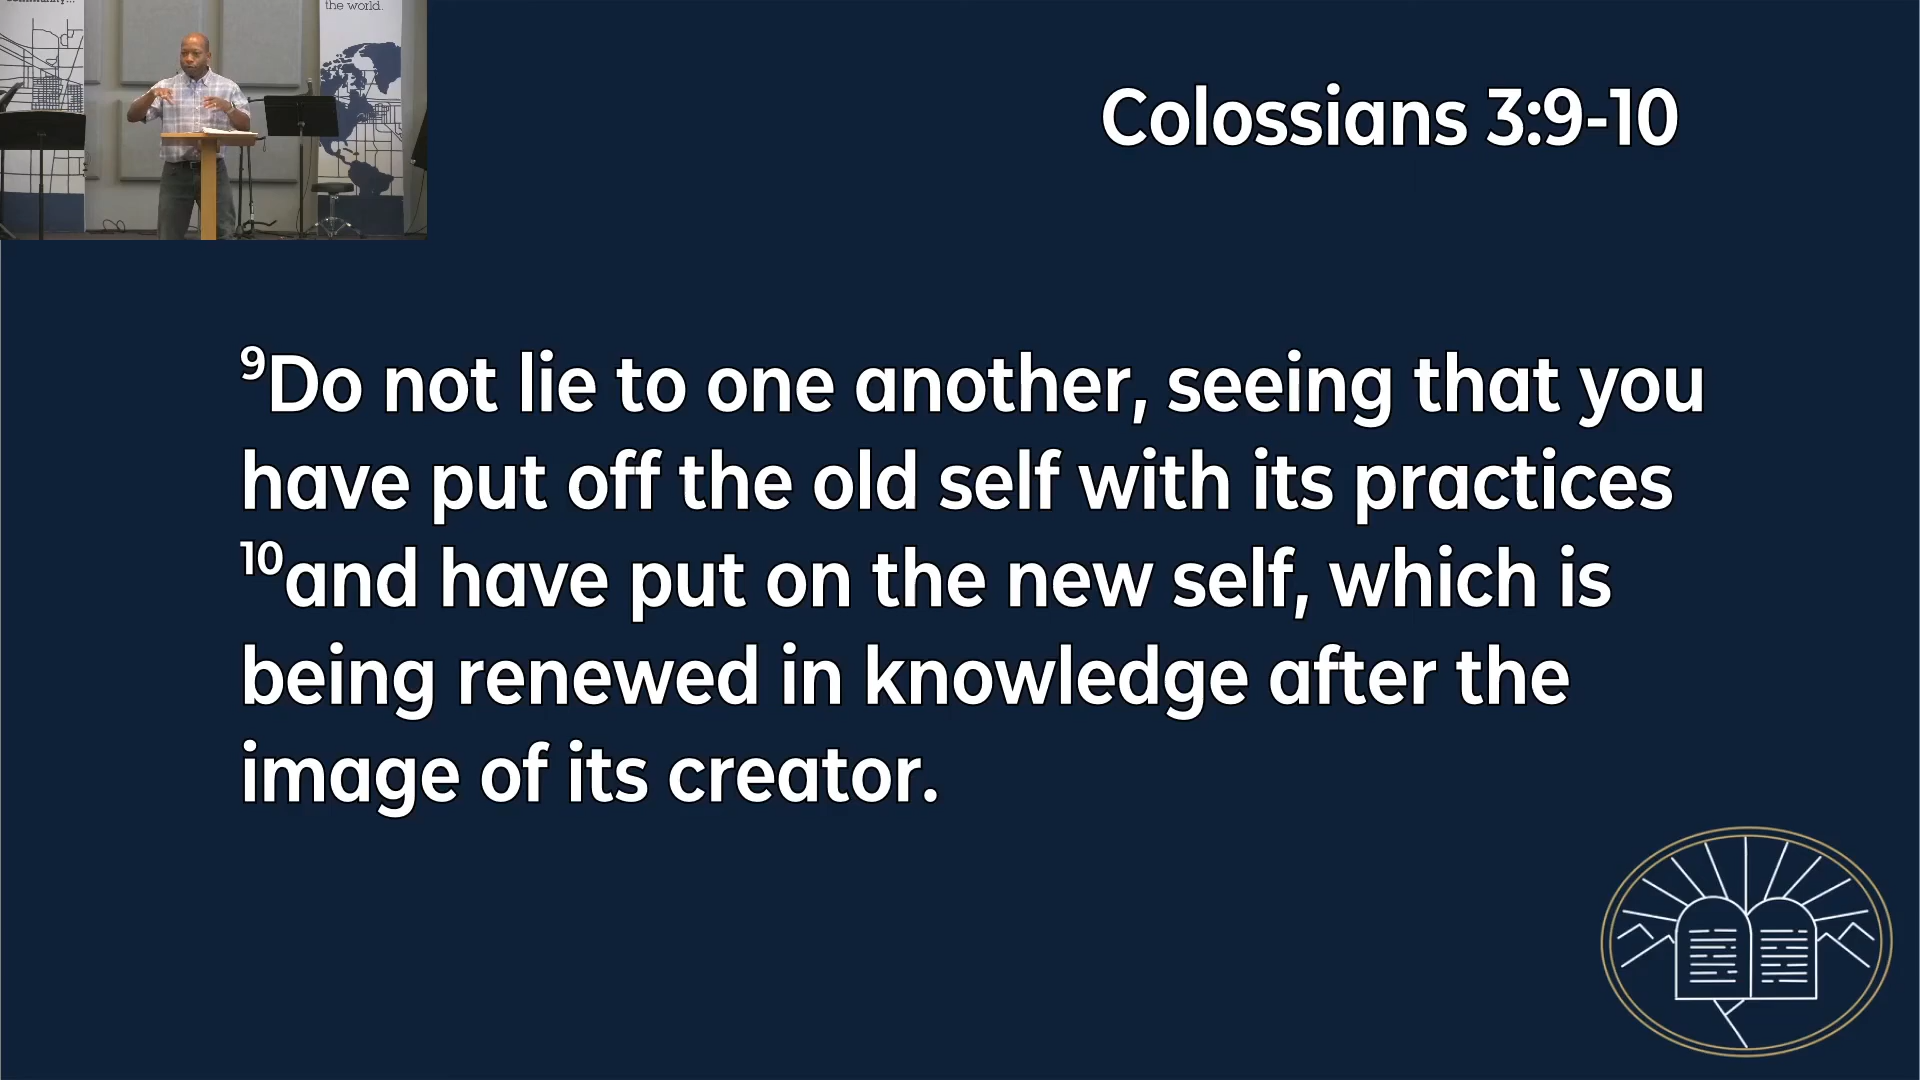 the world.
Colossians 3:9-10
9Do not lie to one another, seeing that you
have put off the old self with its practices
10and have put on the new self, which is
being renewed in knowledge after the
image of its creator.